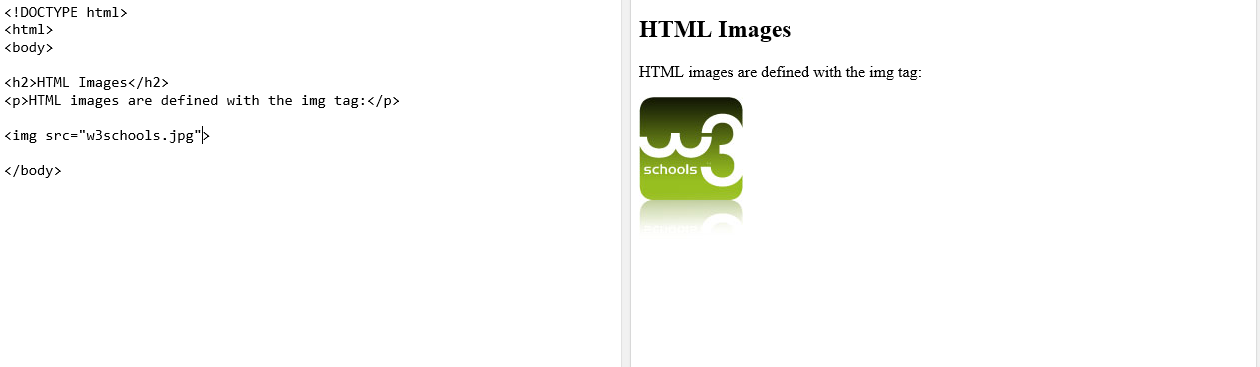 <!DOCTYPE html>
<html>
<body>
<h2>HTML Images</h2>
<p>HTML images are defined with the img tag:</p>
<img src="w3schools.jpg">
</body>
HTML Images
HTML images are defined with the img tag:
w3
schools